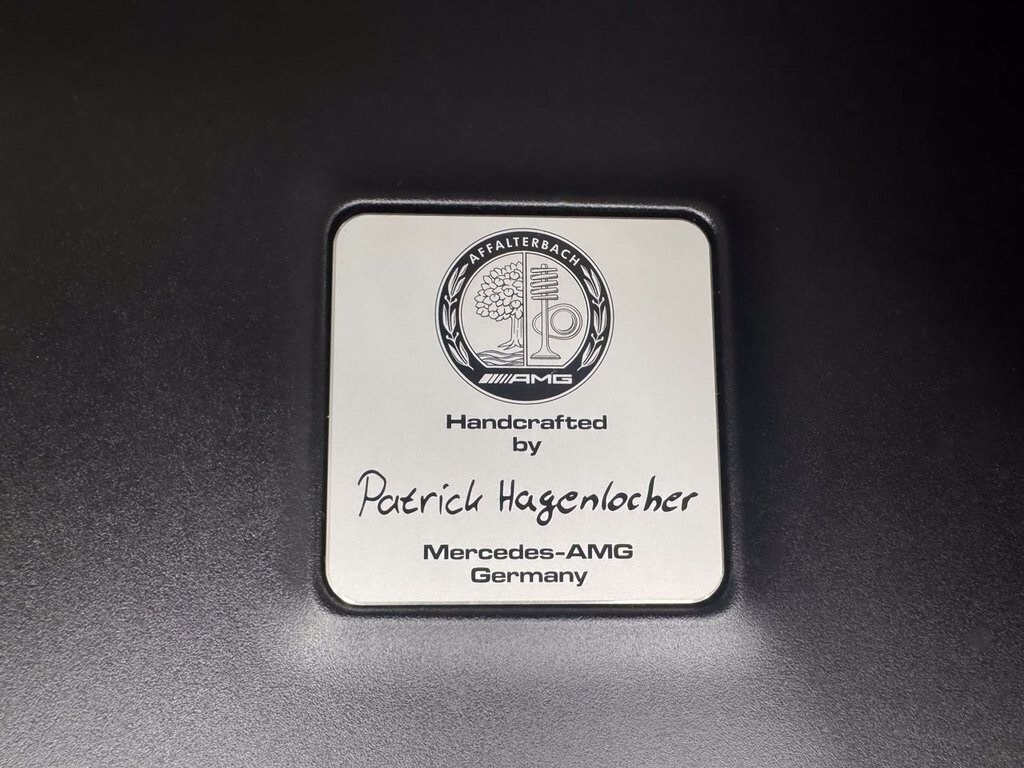 AFFALTERBACH
AMG
Handcrafted
by
Patrick Hagenlocher
Mercedes-AMG
Germany